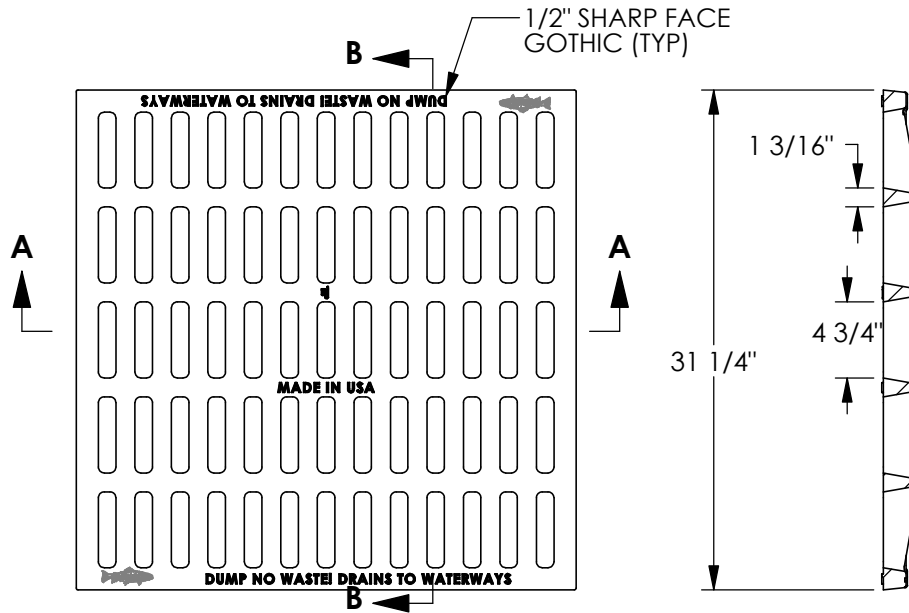 1/2" SHARP FACE
GOTHIC (TYP)
B
DUMP NO WASTE! DRAINS TO WATERWAYS
1 3/16"
A
A
4 3/4"
31 1/4"
MADE IN USA
DUMP NO WASTE! DRAINS TO WATERWAYS
B